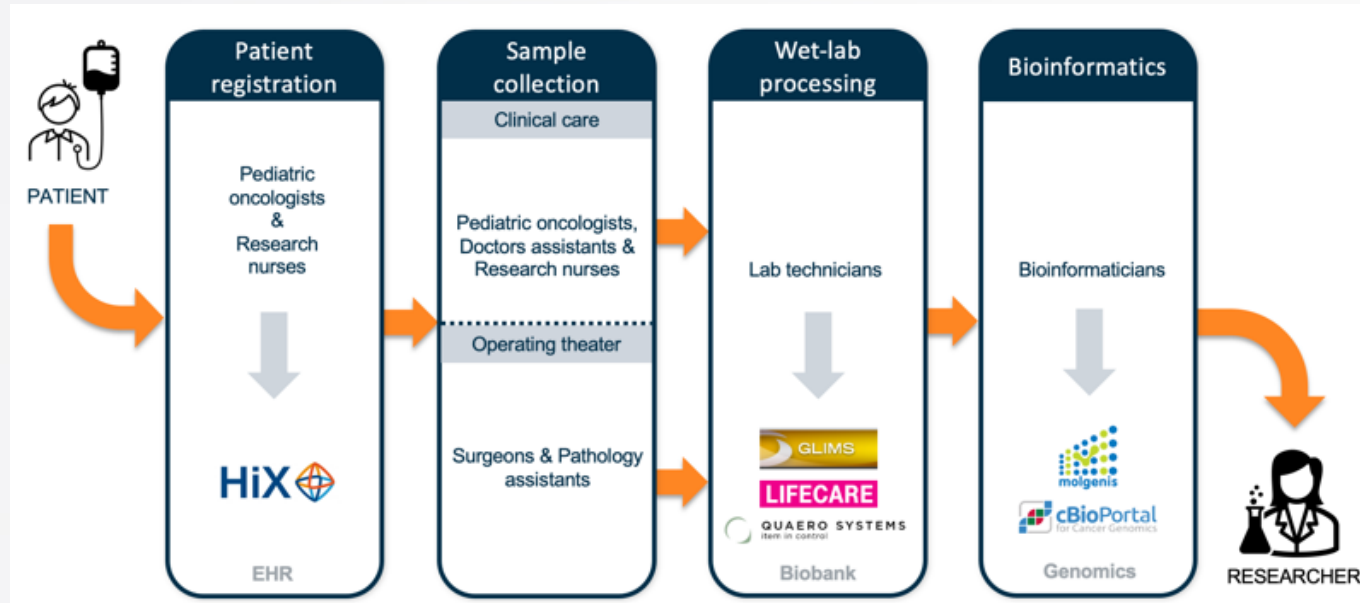 PATIENT
Patient
registration
Pediatric
oncologists
&
Research
nurses
HiX
EHR
Sample
collection
Clinical care
Pediatric oncologists,
Doctors assistants &
Research nurses
Operating theater
Surgeons & Pathology
assistants
Wet-lab
processing
Lab technicians
GLIMS
LIFECARE
QUAERO SYSTEMS
item in control
Biobank
Bioinformatics
Bioinformaticians
molgenis
cBioPortal
for Cancer Genomics
Genomics
RESEARCHER